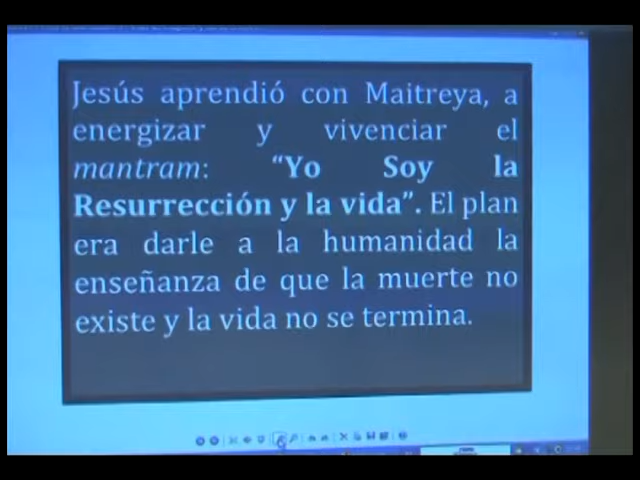 Jesús aprendió con Maitreya, a
energizar y vivenciar el
mantram: “Yo Soy la
Resurrección y la vida”. El plan
era darle a la humanidad la
enseñanza de que la muerte no
existe y la vida no se termina.